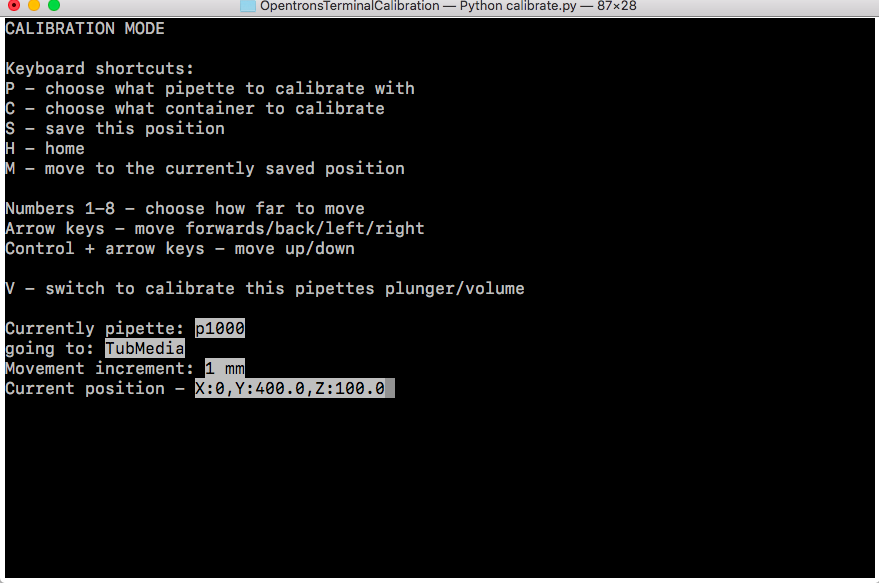 OpentronsTerminalCalibration — Python calibrate.py — 87×28
CALIBRATION MODE
Keyboard shortcuts:
P – choose what pipette to calibrate with
C – choose what container to calibrate
S – save this position
H – home
M – move to the currently saved position
Numbers 1–8 – choose how far to move
Arrow keys – move forwards/back/left/right
Control + arrow keys – move up/down
V – switch to calibrate this pipettes plunger/volume
Currently pipette: p1000
going to: TubMedia
Movement increment: 1 mm
Current position – X:0,Y:400.0,Z:100.0